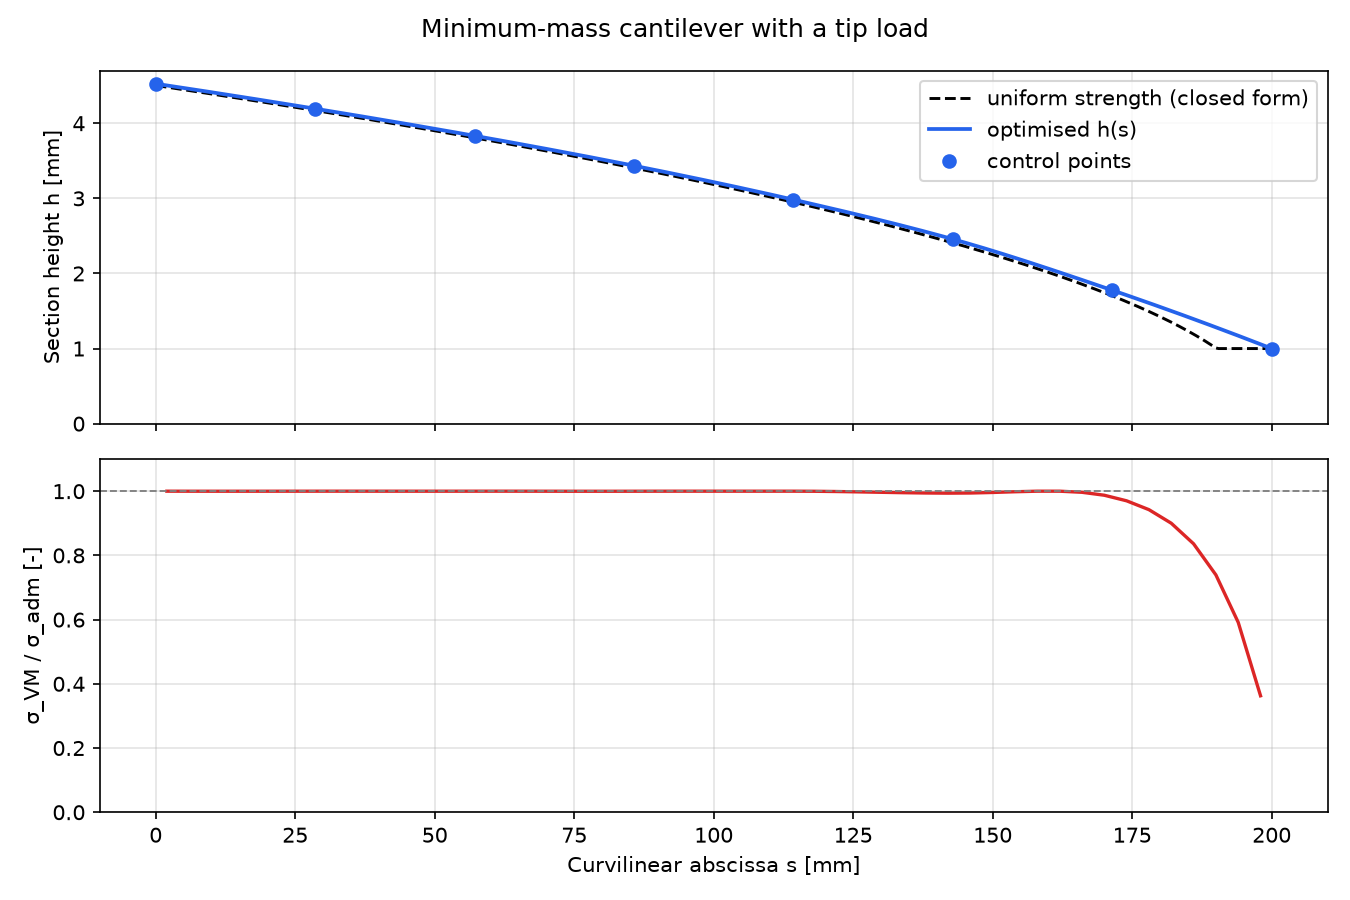 Minimum-mass cantilever with a tip load
Section height h [mm]
4
3
2
1
0
uniform strength (closed form)
optimised h(s)
control points
σ_VM / σ_adm [-]
1.0
0.8
0.6
0.4
0.2
0.0
0 25 50 75 100 125 150 175 200
Curvilinear abscissa s [mm]